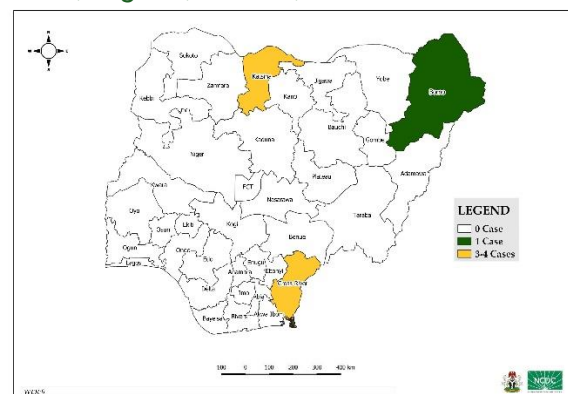 Sokoto
Katsina
Yobe
Borno
Zamfara
Jigawa
Kebbi
Kano
Bauchi
Gombe
Kaduna
Niger
Adamawa
Plateau
FCT
Kwara
Nasarawa
Taraba
Oyo
Kogi
Ekiti
Benue
Osun
Ogun
Ondo
Edo
Enugu
Ebonyi
Lagos
Anambra
Cross River
Delta
Imo
Abia
Bayelsa
Rivers
Akwa Ibom
LEGEND
0 Case
1 Case
3-4 Cases
100 0 100 200 300 400 km
NCDC